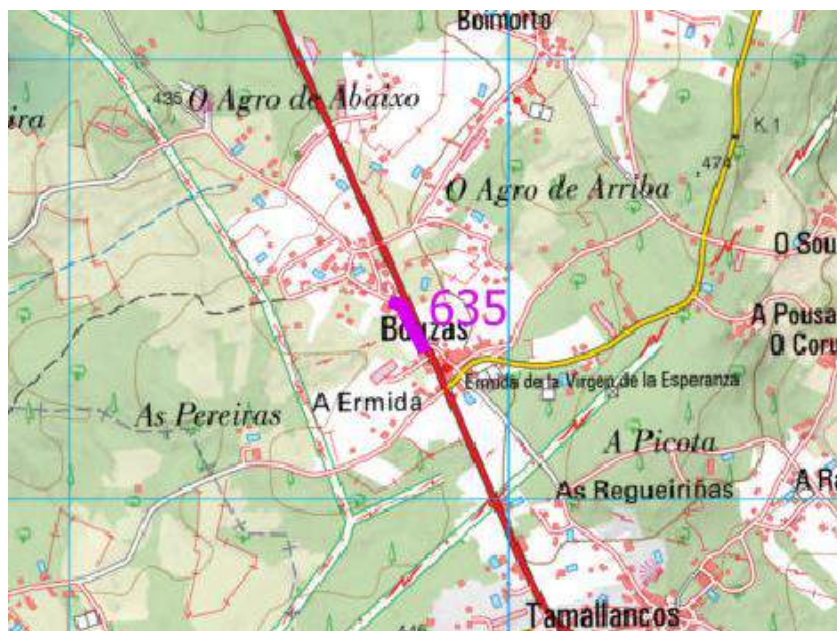 Boimorto
435
O Agro de Abaixo
ira
K.1
474
O Agro de Arriba
O Sou
635
Bouzas
A Pousa
O Coru
Ermida de la Virgen de la Esperanza
A Ermida
As Pereiras
A Picota
A Ra
As Regueiriñas
Tamallancos